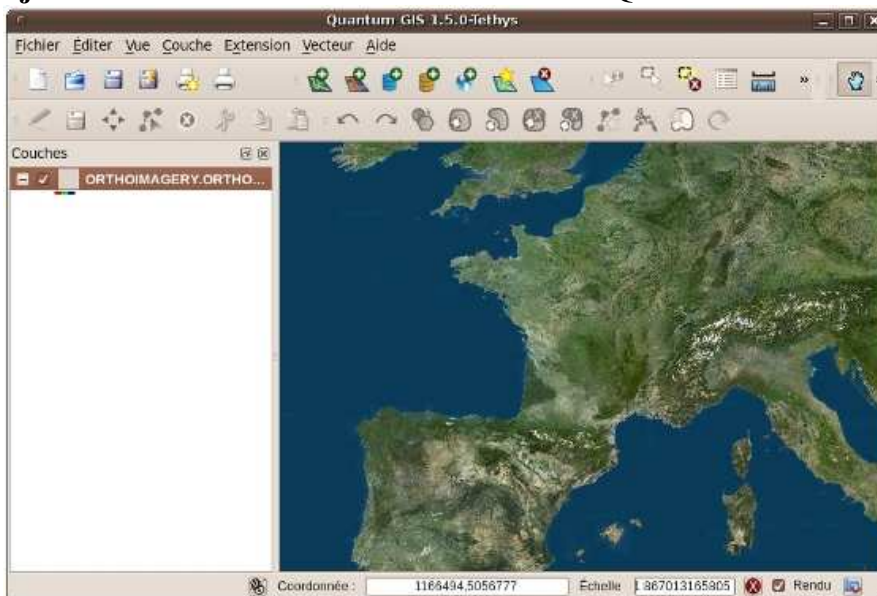 Quantum GIS 1.5.0-Tethys
Fichier Éditer Vue Couche Extension Vecteur Aide
Couches
ORTHOIMAGERY.ORTHO...
Coordonnée : 1166494,5056777 Échelle 1.867013165805 Rendu